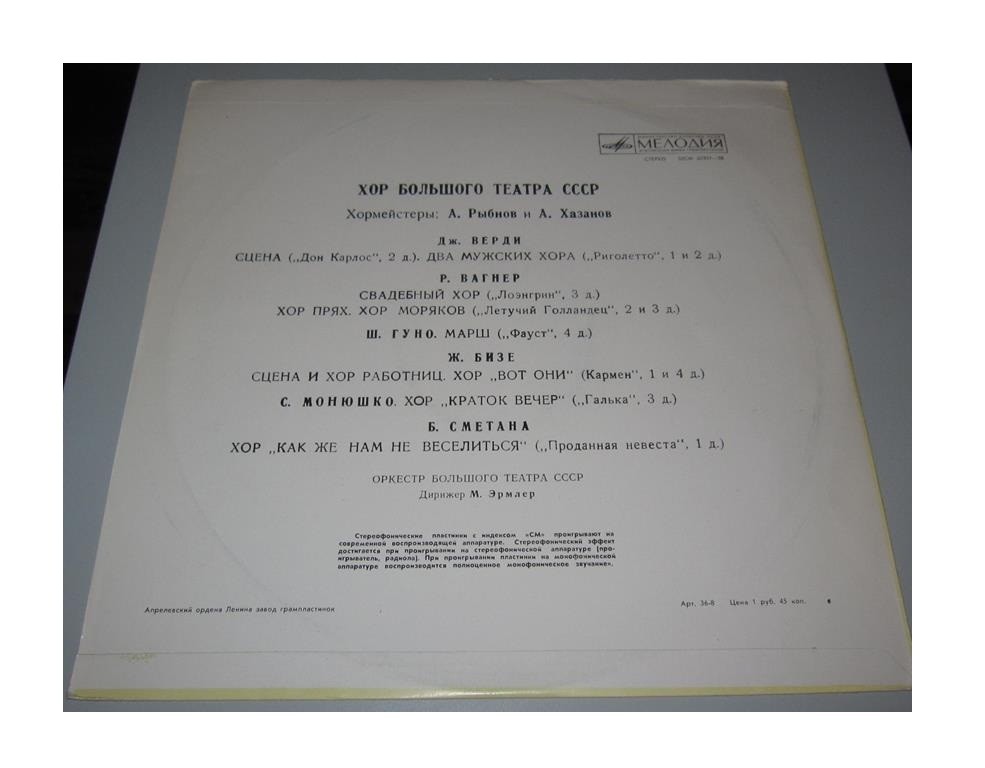 МЕЛОДИЯ
СТЕРЕО
ХОР БОЛЬШОГО ТЕАТРА СССР
Хормейстеры: А. Рыбнов и А. Хазанов
Дж. ВЕРДИ
СЦЕНА („Дон Карлос", 2 д.). ДВА МУЖСКИХ ХОРА („Риголетто", 1 и 2 д.)
Р. ВАГНЕР
СВАДЕБНЫЙ ХОР („Лоэнгрин", 3 д.)
ХОР ПРЯХ. ХОР МОРЯКОВ („Летучий Голландец", 2 и 3 д.)
Ш. ГУНО. МАРШ („Фауст", 4 д.)
Ж. БИЗЕ
СЦЕНА И ХОР РАБОТНИЦ. ХОР „ВОТ ОНИ" (Кармен", 1 и 4 д.)
С. МОНЮШКО. ХОР „КРАТОК ВЕЧЕР" („Галька", 3 д.)
Б. СМЕТАНА
ХОР „КАК ЖЕ НАМ НЕ ВЕСЕЛИТЬСЯ" („Проданная невеста", 1 д.)
ОРКЕСТР БОЛЬШОГО ТЕАТРА СССР
Дирижер М. Эрмлер
Стереофонические пластинки с индексом «СМ» проигрывают на
современной воспроизводящей аппаратуре. Стереофонический эффект
достигается при проигрывании на стереофонической аппаратуре (про-
игрыватель, радиола). При проигрывании пластинки на монофонической
аппаратуре воспроизводится полноценное монофоническое звучание».
Апрелевский ордена Ленина завод грампластинок
Арт. 36-8 Цена 1 руб. 45 коп.